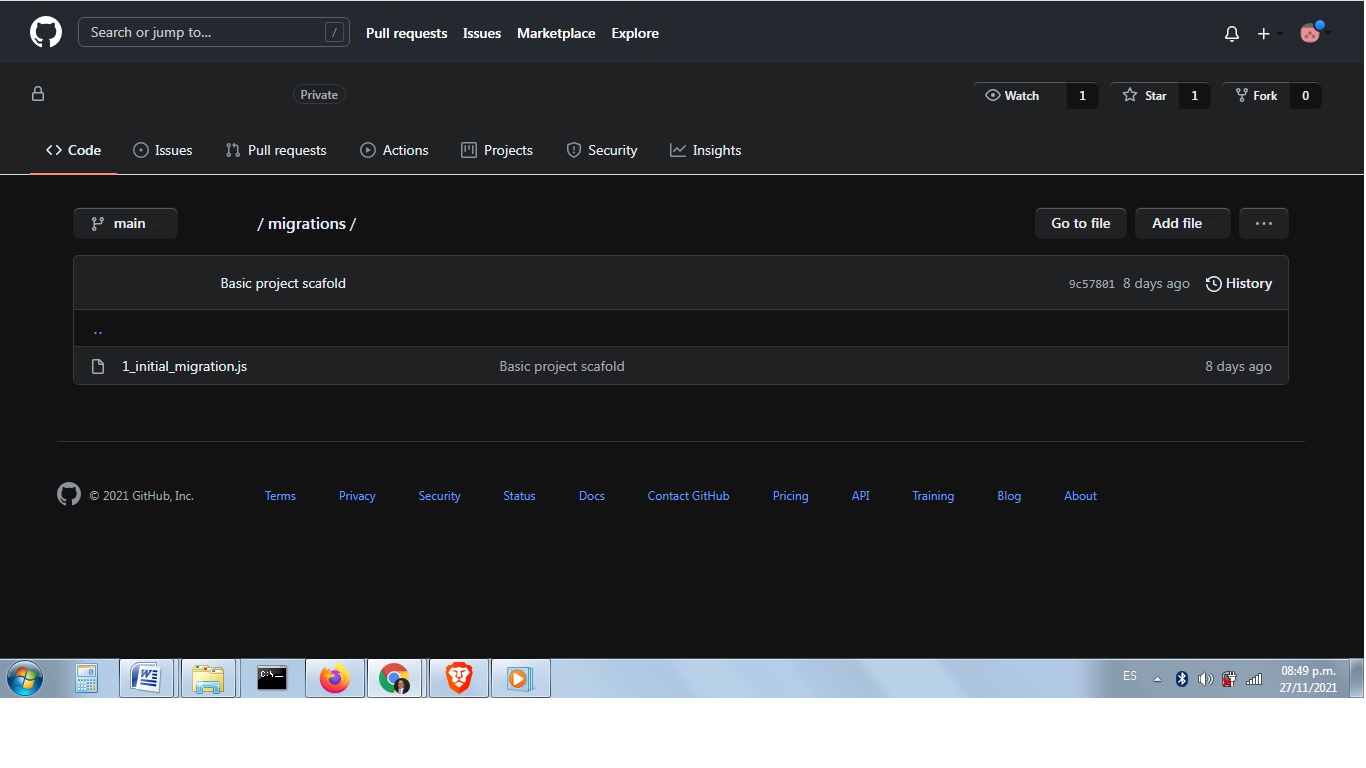 Search or jump to... / Pull requests Issues Marketplace Explore
Private Watch 1 Star 1 Fork 0
Code Issues Pull requests Actions Projects Security Insights
main / migrations / Go to file Add file ...
Basic project scafold 9c57801 8 days ago History
..
1_initial_migration.js Basic project scafold 8 days ago
© 2021 GitHub, Inc. Terms Privacy Security Status Docs Contact GitHub Pricing API Training Blog About
C:\ ES 08:49 p.m.
27/11/2021